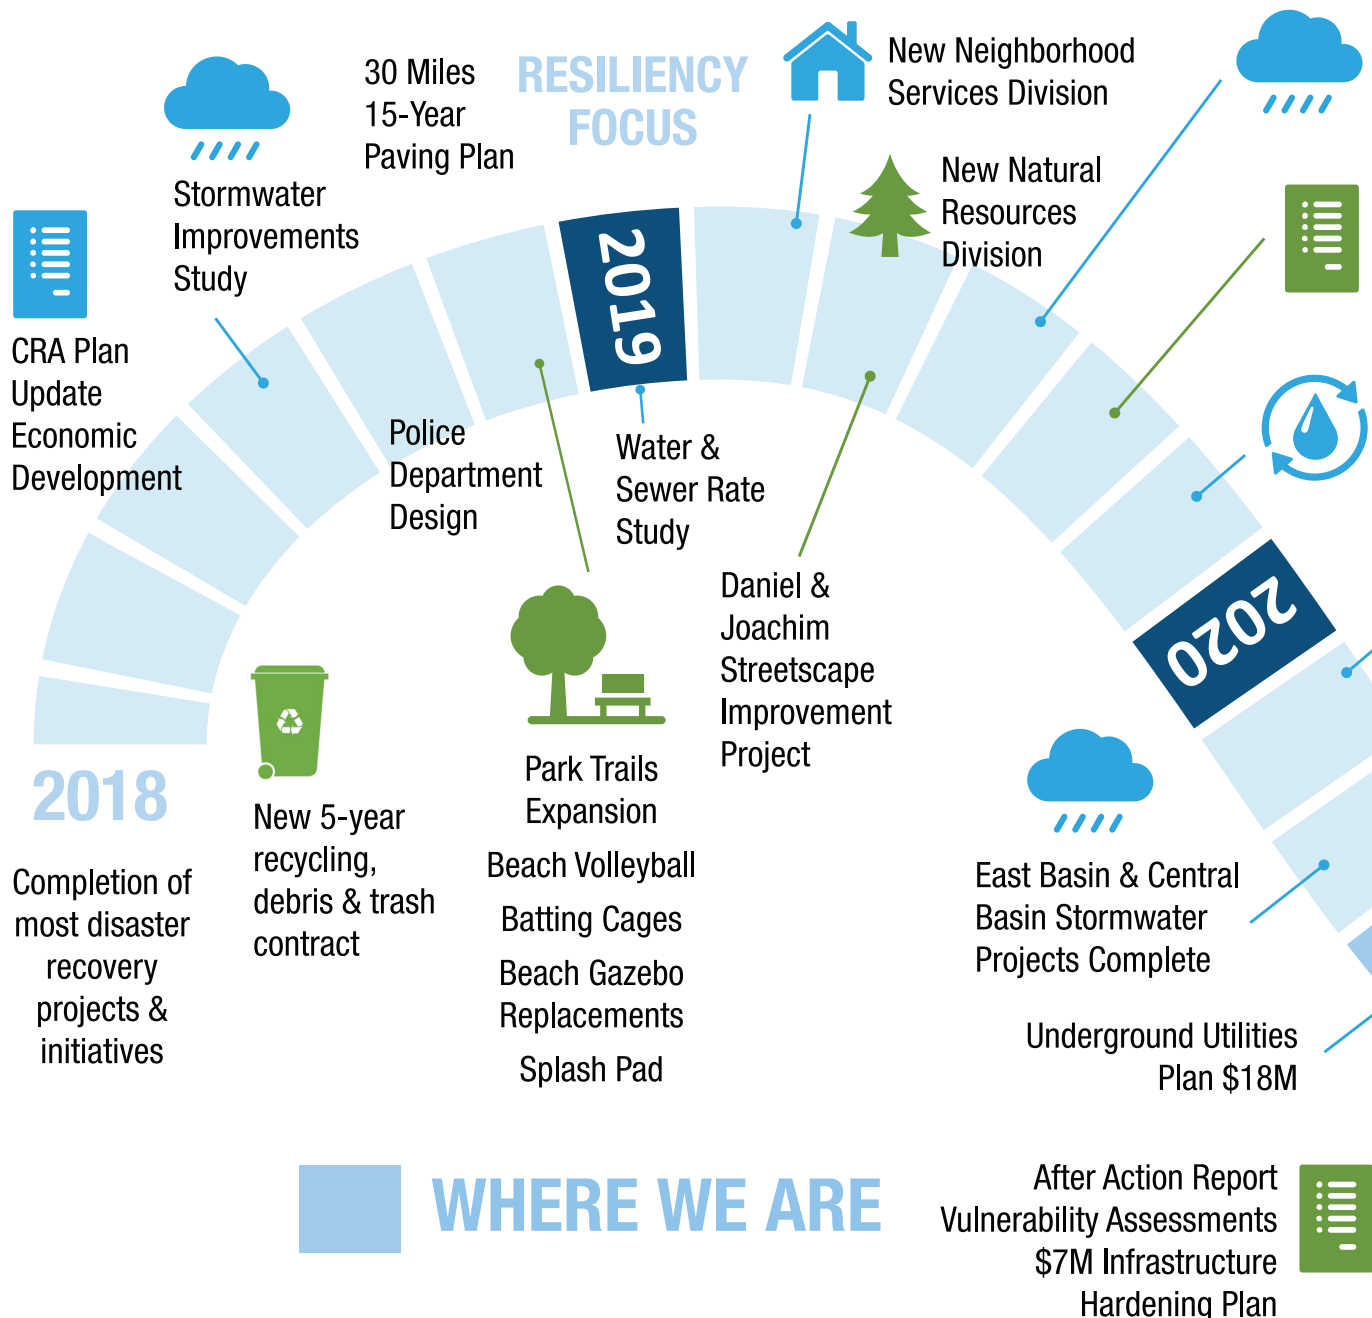 30 Miles
15-Year
Paving Plan
RESILIENCY
FOCUS
New Neighborhood
Services Division
New Natural
Resources
Division
Stormwater
Improvements
Study
CRA Plan
Update
Economic
Development
2019
Police
Department
Design
Water &
Sewer Rate
Study
Daniel &
Joachim
Streetscape
Improvement
Project
2020
2018
Completion of
most disaster
recovery
projects &
initiatives
New 5-year
recycling,
debris & trash
contract
Park Trails
Expansion
Beach Volleyball
Batting Cages
Beach Gazebo
Replacements
Splash Pad
East Basin & Central
Basin Stormwater
Projects Complete
Underground Utilities
Plan $18M
WHERE WE ARE
After Action Report
Vulnerability Assessments
$7M Infrastructure
Hardening Plan